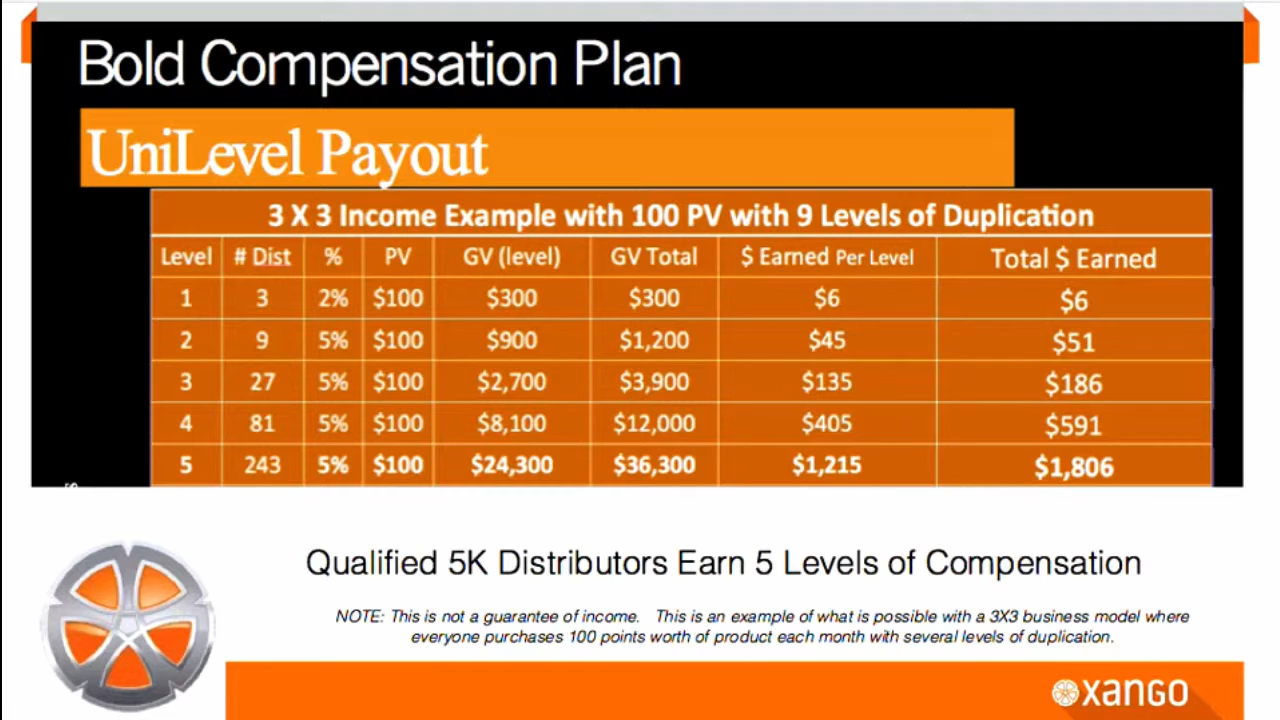 Bold Compensation Plan
UniLevel Payout
3 X 3 Income Example with 100 PV with 9 Levels of Duplication
Level # Dist % PV GV (level) GV Total $ Earned Per Level Total $ Earned
1 3 2% $100 $300 $300 $6 $6
2 9 5% $100 $900 $1,200 $45 $51
3 27 5% $100 $2,700 $3,900 $135 $186
4 81 5% $100 $8,100 $12,000 $405 $591
5 243 5% $100 $24,300 $36,300 $1,215 $1,806
Qualified 5K Distributors Earn 5 Levels of Compensation
NOTE: This is not a guarantee of income. This is an example of what is possible with a 3X3 business model where
everyone purchases 100 points worth of product each month with several levels of duplication.
xango